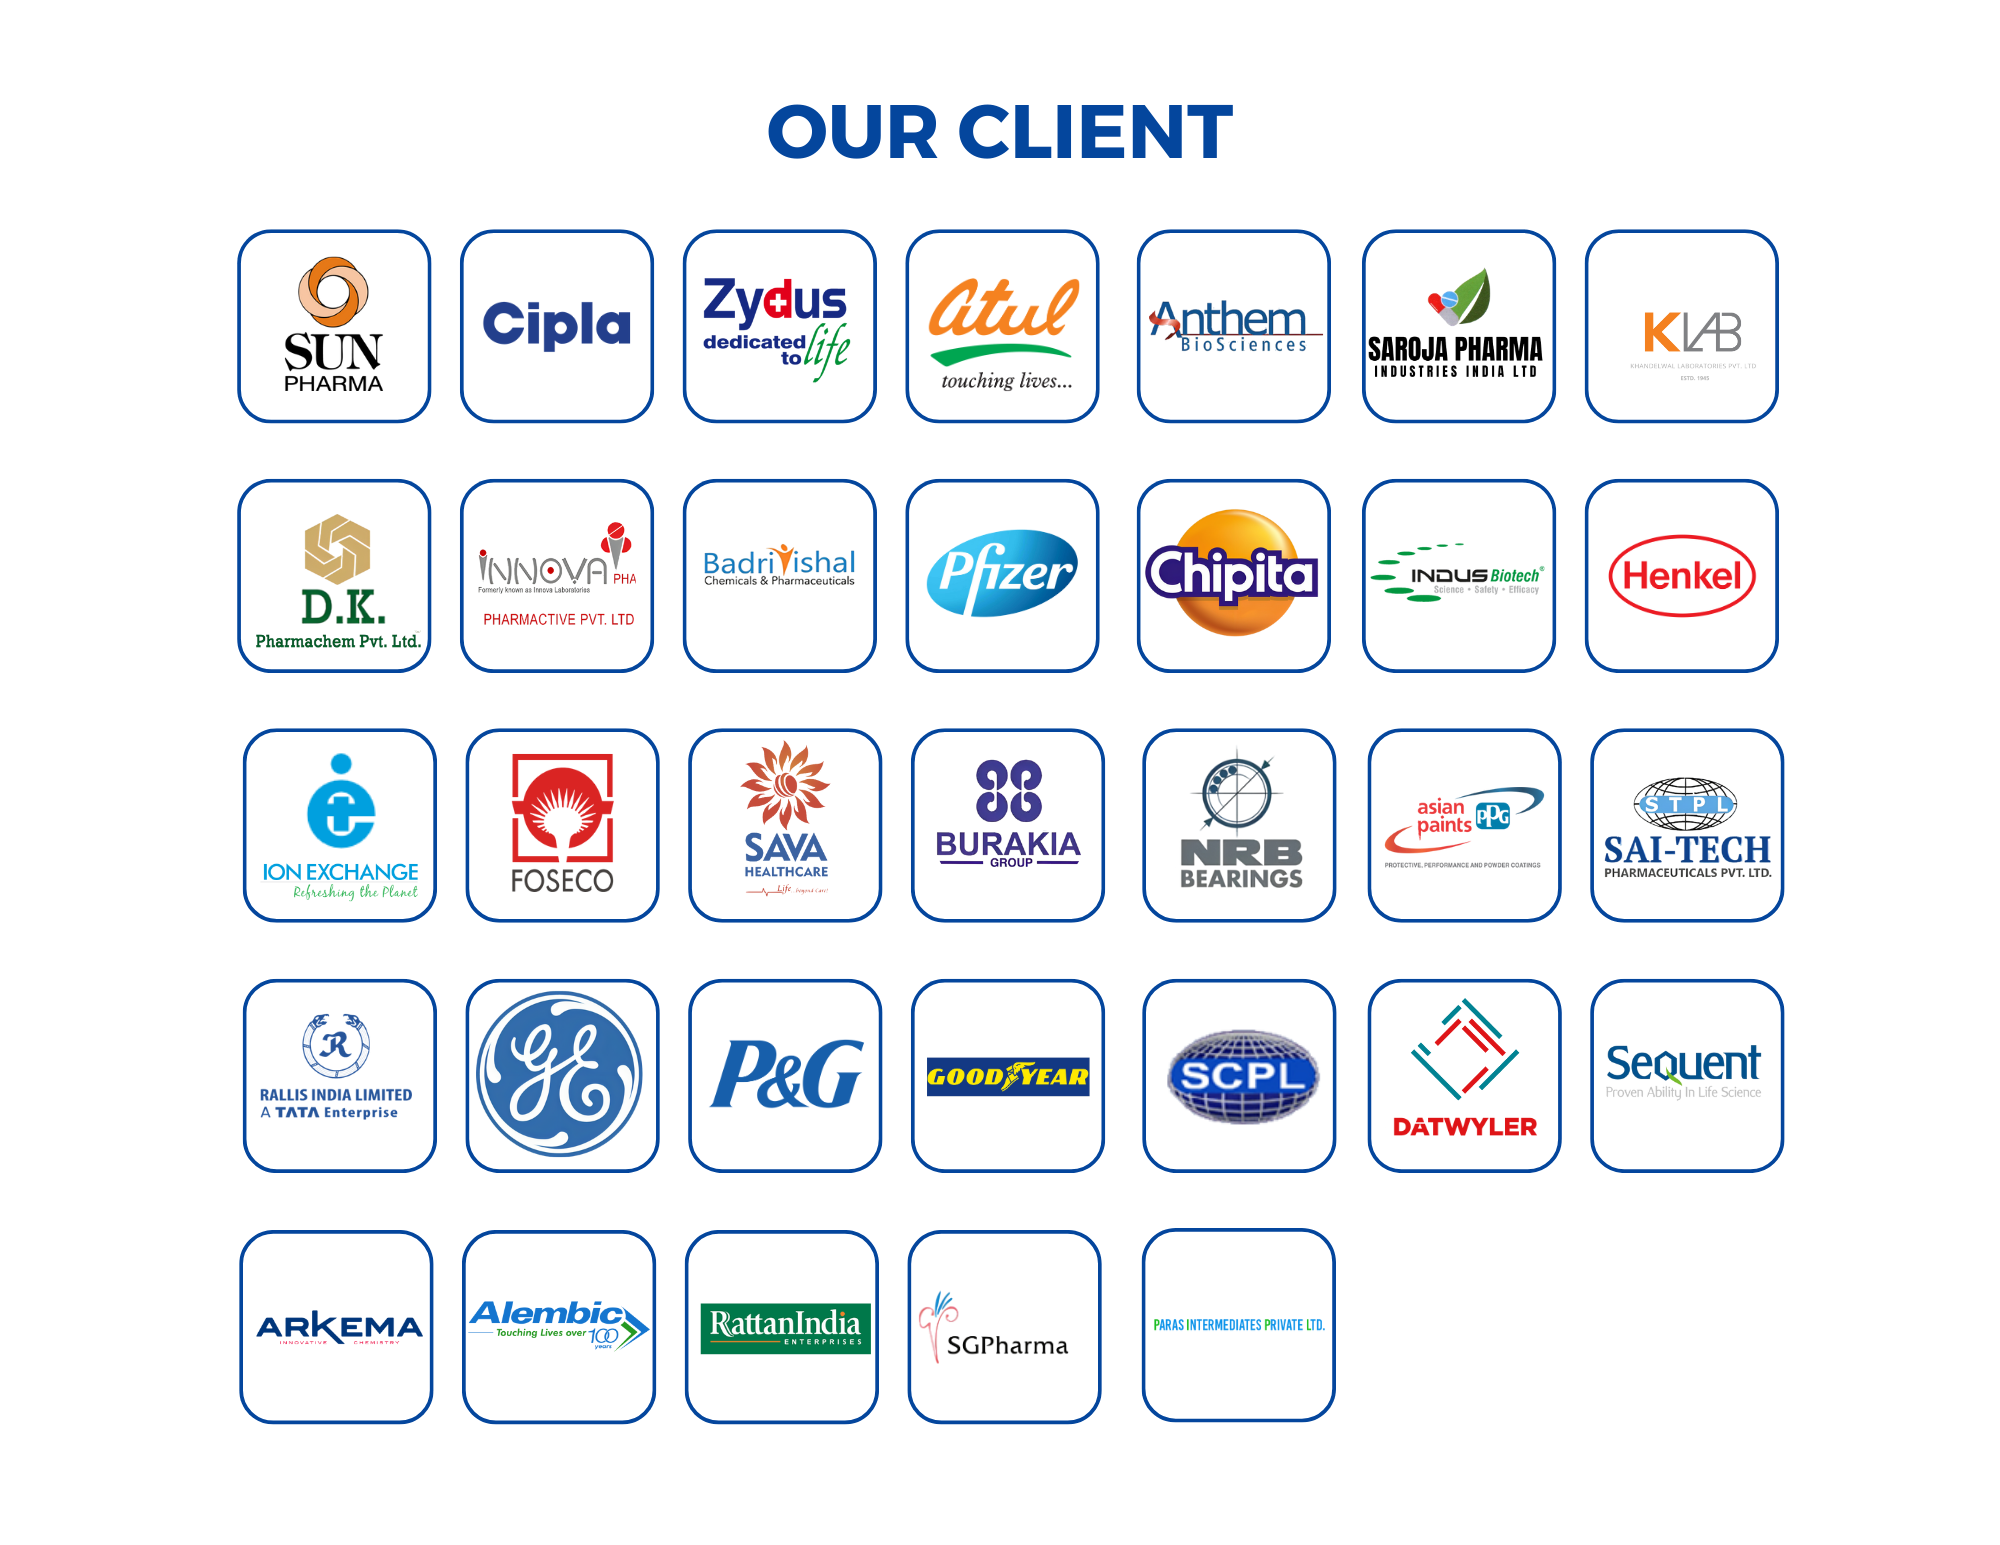 OUR CLIENT
SUN
PHARMA
Cipla
Zydus
dedicated
to life
atul
touching lives...
Anthem
BioSciences
SAROJA PHARMA
INDUSTRIES INDIA LTD
KLAB
KHANDELWAL LABORATORIES PVT. LTD
ESTD. 1945
D.K.
Pharmachem Pvt. Ltd.
INNOVA PHA
Formerly known as Innova Laboratories
PHARMACTIVE PVT. LTD
BadriVishal
Chemicals & Pharmaceuticals
Pfizer
Chipita
INDUS Biotech®
Science • Safety • Efficacy
Henkel
ION EXCHANGE
Refreshing the Planet
FOSECO
SAVA
HEALTHCARE
Life ...beyond Care!
BURAKIA
GROUP
NRB
BEARINGS
asian
paints PPG
PROTECTIVE, PERFORMANCE AND POWDER COATINGS
STPL
SAI-TECH
PHARMACEUTICALS PVT. LTD.
R
RALLIS INDIA LIMITED
A TATA Enterprise
GE
P&G
GOODYEAR
SCPL
DATWYLER
Sequent
Proven Ability In Life Science
ARKEMA
INNOVATIVE CHEMISTRY
Alembic
Touching Lives over 100
years
RattanIndia
ENTERPRISES
SGPharma
PARAS INTERMEDIATES PRIVATE LTD.